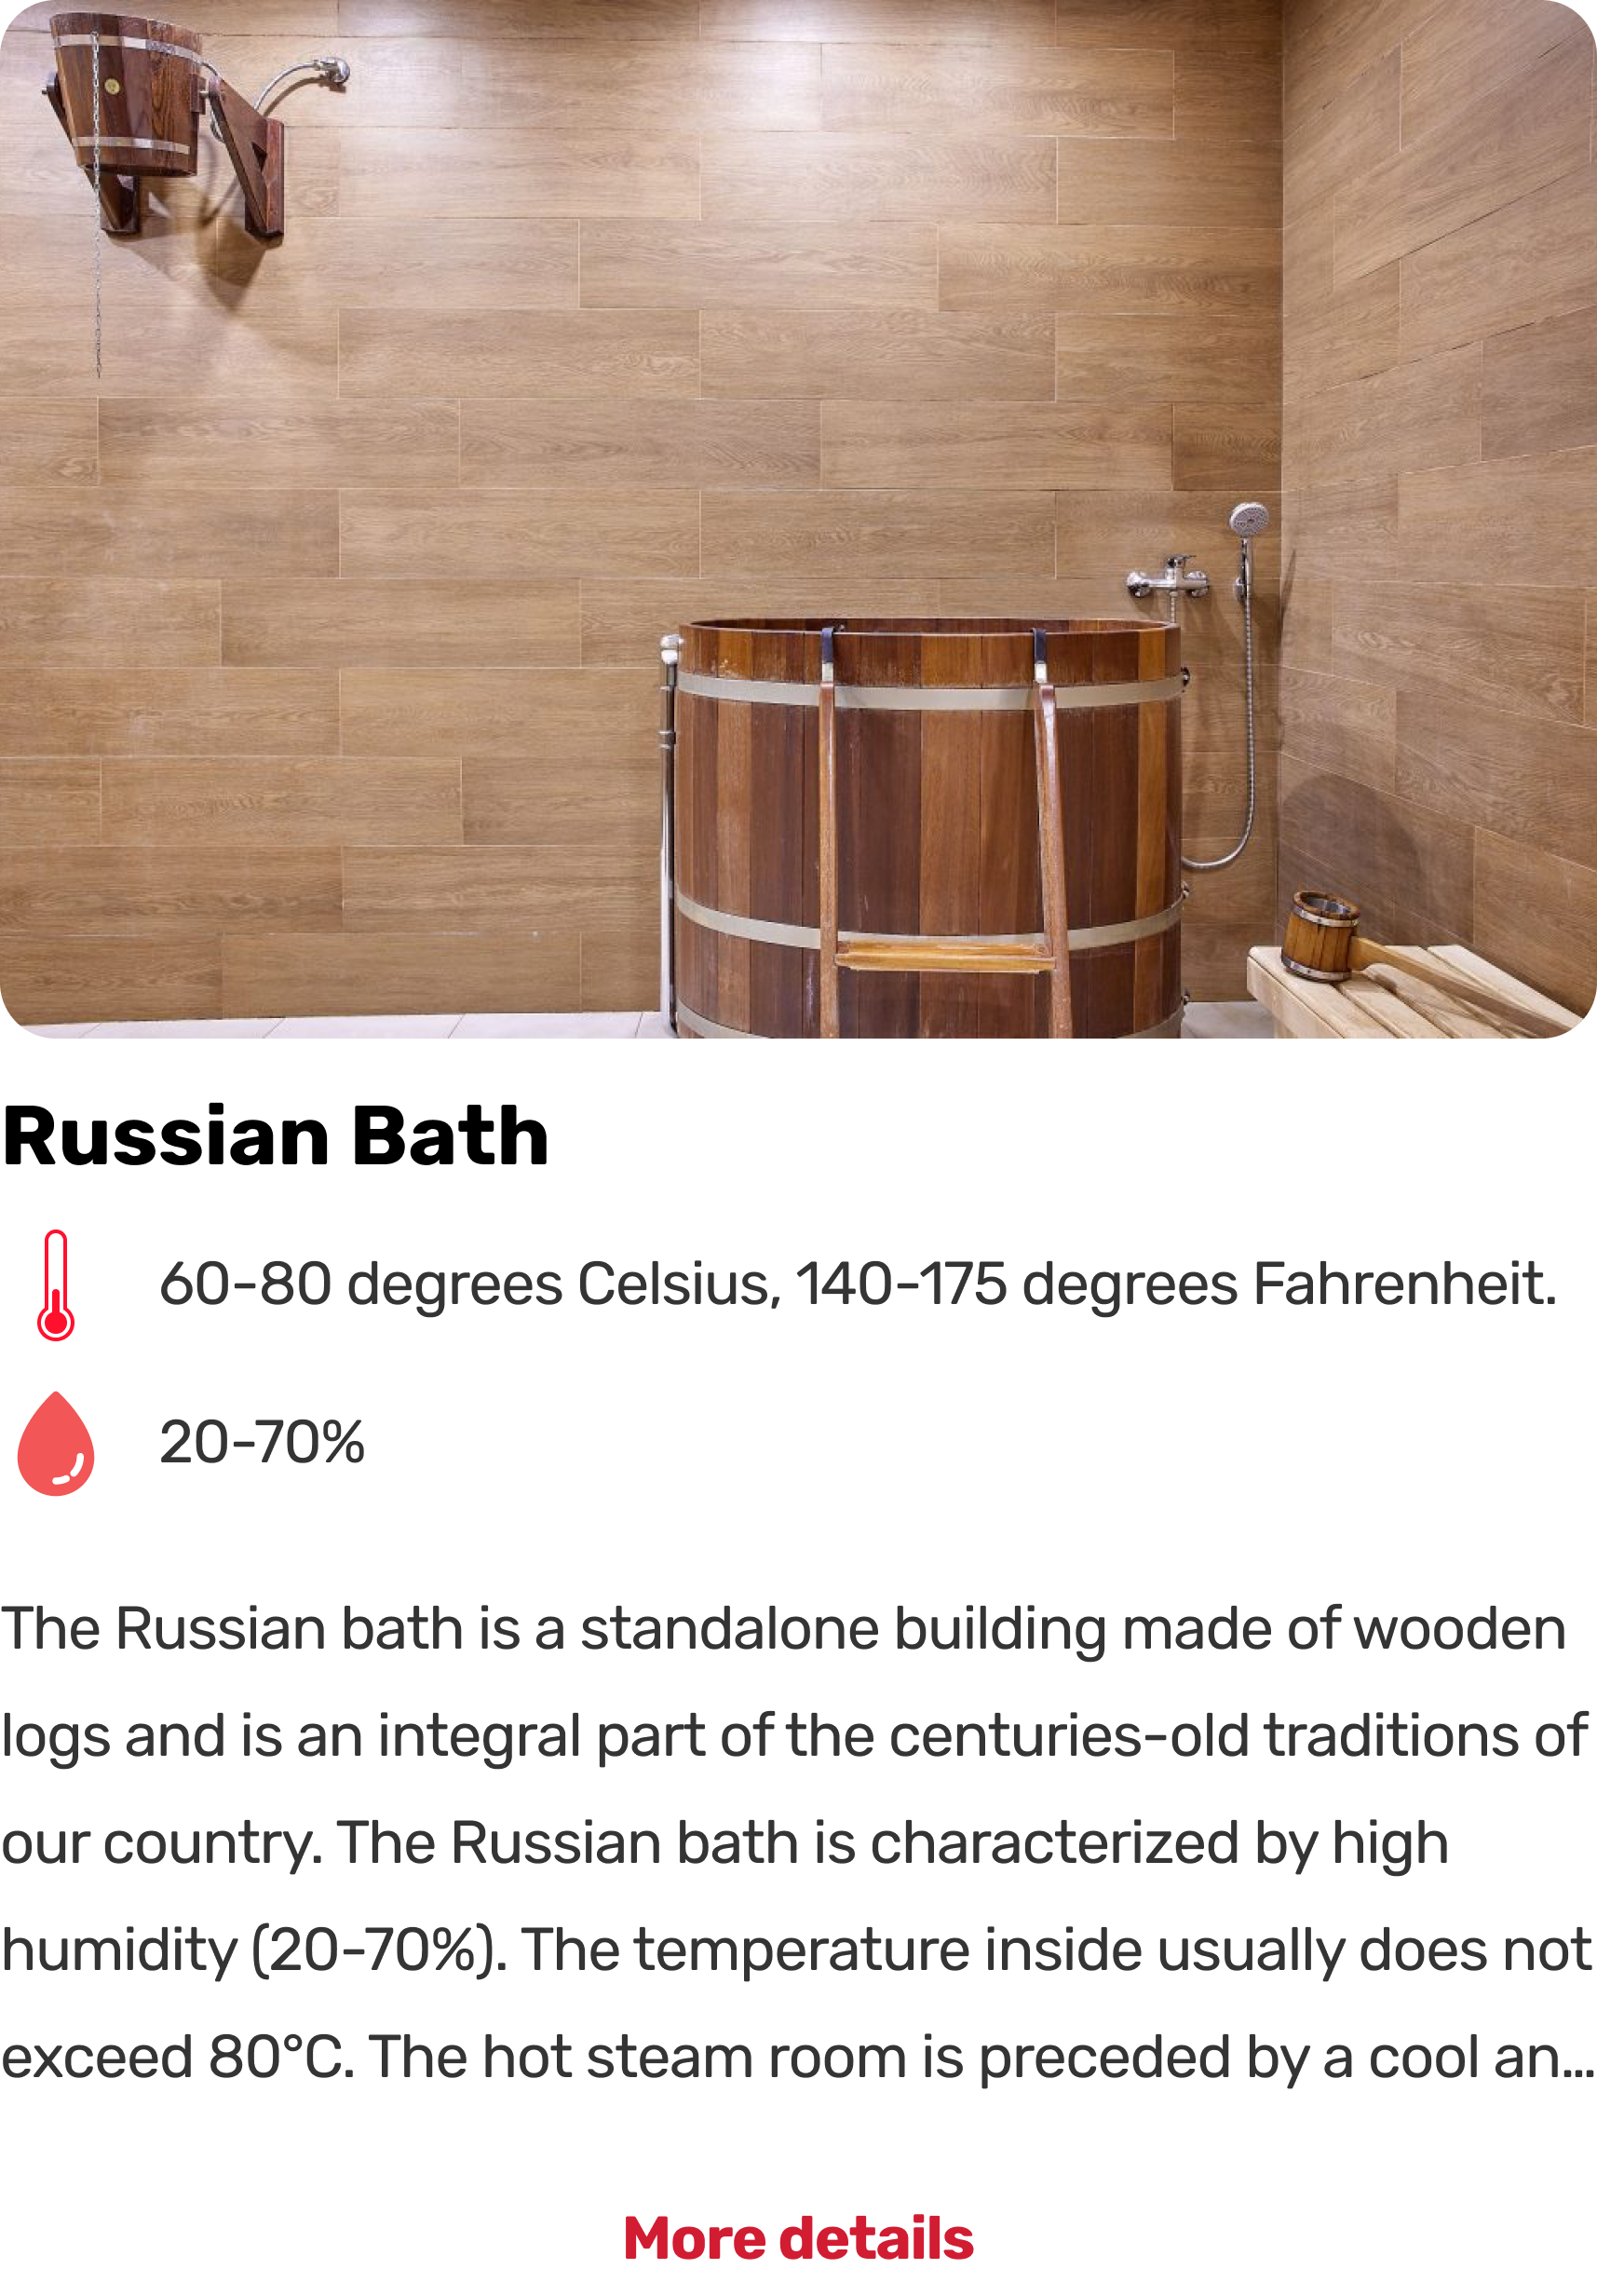 Russian Bath
60-80 degrees Celsius, 140-175 degrees Fahrenheit.
20-70%
The Russian bath is a standalone building made of wooden
logs and is an integral part of the centuries-old traditions of
our country. The Russian bath is characterized by high
humidity (20-70%). The temperature inside usually does not
exceed 80°C. The hot steam room is preceded by a cool an...
More details